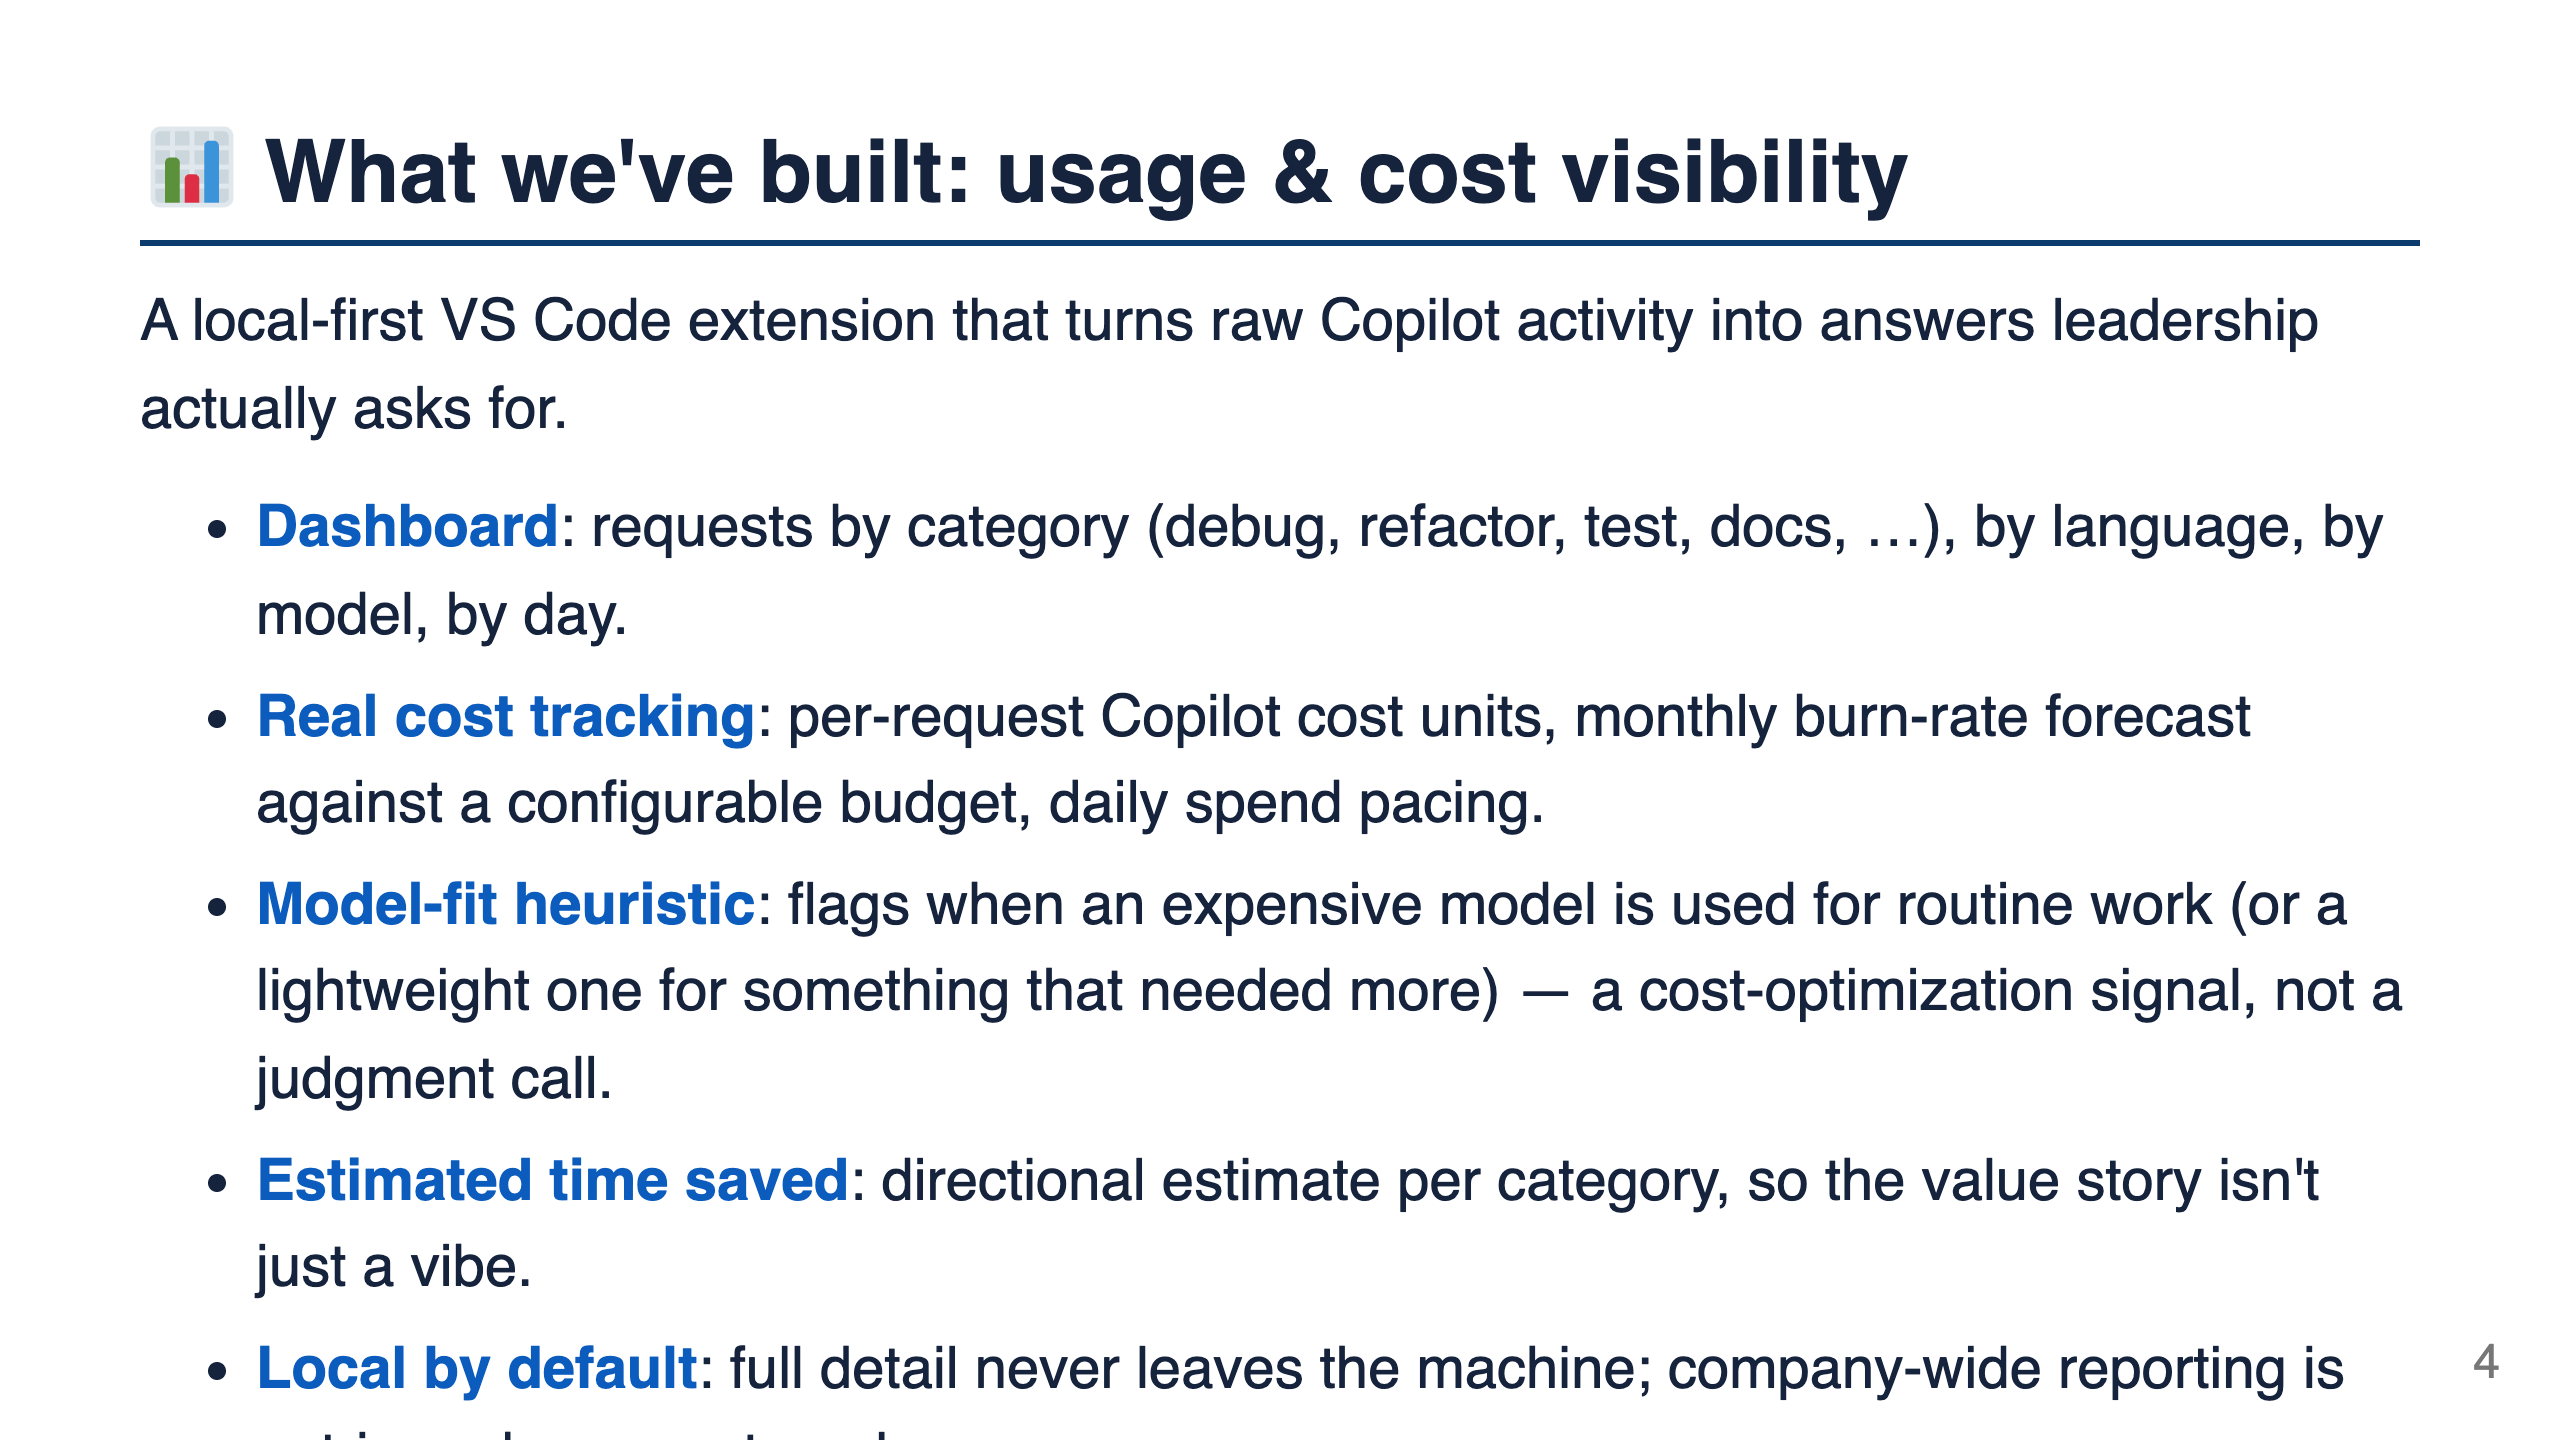 What we've built: usage & cost visibility
A local-first VS Code extension that turns raw Copilot activity into answers leadership
actually asks for.
• Dashboard: requests by category (debug, refactor, test, docs, …), by language, by
model, by day.
• Real cost tracking: per-request Copilot cost units, monthly burn-rate forecast
against a configurable budget, daily spend pacing.
• Model-fit heuristic: flags when an expensive model is used for routine work (or a
lightweight one for something that needed more) — a cost-optimization signal, not a
judgment call.
• Estimated time saved: directional estimate per category, so the value story isn't
just a vibe.
• Local by default: full detail never leaves the machine; company-wide reporting is
4